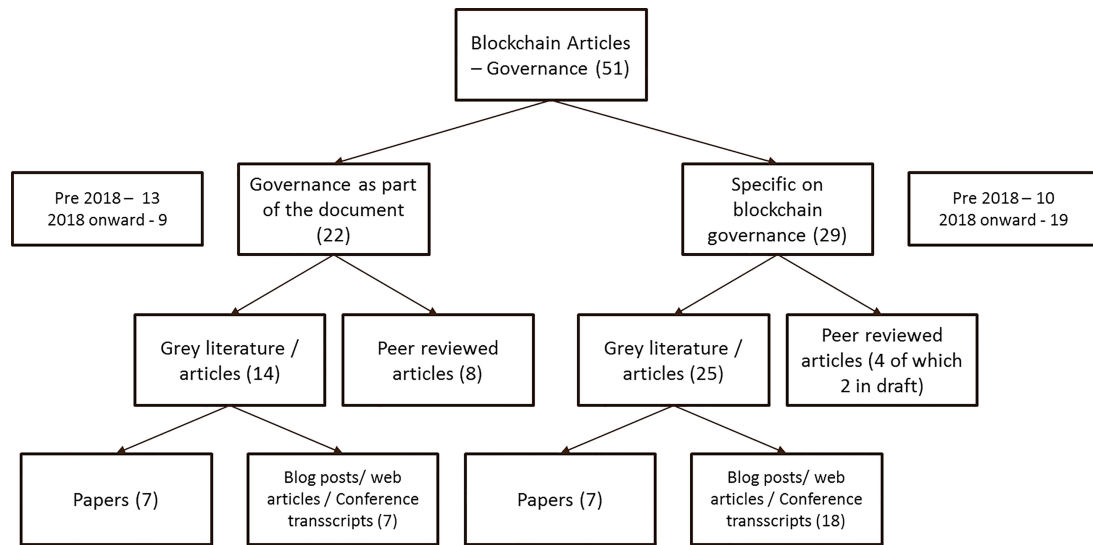 Blockchain Articles
– Governance (51)
Pre 2018 – 13
2018 onward - 9
Governance as part
of the document
(22)
Specific on
blockchain
governance (29)
Pre 2018 – 10
2018 onward - 19
Grey literature /
articles (14)
Peer reviewed
articles (8)
Grey literature /
articles (25)
Peer reviewed
articles (4 of which
2 in draft)
Papers (7)
Blog posts/ web
articles / Conference
transscripts (7)
Papers (7)
Blog posts/ web
articles / Conference
transscripts (18)